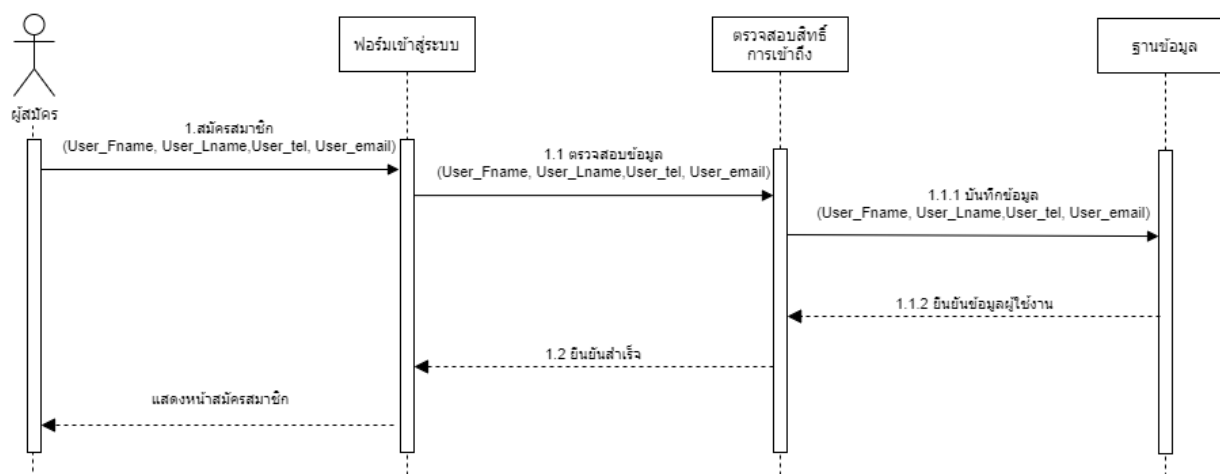 ผู้สมัคร
ฟอร์มเข้าสู่ระบบ
ตรวจสอบสิทธิ์
การเข้าถึง
ฐานข้อมูล
1.สมัครสมาชิก
(User_Fname, User_Lname,User_tel, User_email)
1.1 ตรวจสอบข้อมูล
(User_Fname, User_Lname,User_tel, User_email)
1.1.1 บันทึกข้อมูล
(User_Fname, User_Lname,User_tel, User_email)
1.1.2 ยืนยันข้อมูลผู้ใช้งาน
1.2 ยืนยันสำเร็จ
แสดงหน้าสมัครสมาชิก